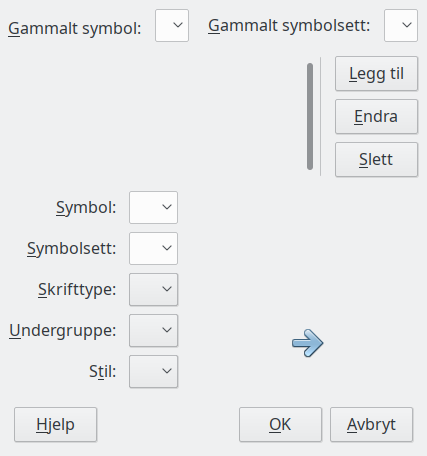 Gammalt symbol: Gammalt symbolsett:
Legg til
Endra
Slett
Symbol:
Symbolsett:
Skrifttype:
Undergruppe:
Stil:
Hjelp OK Avbryt